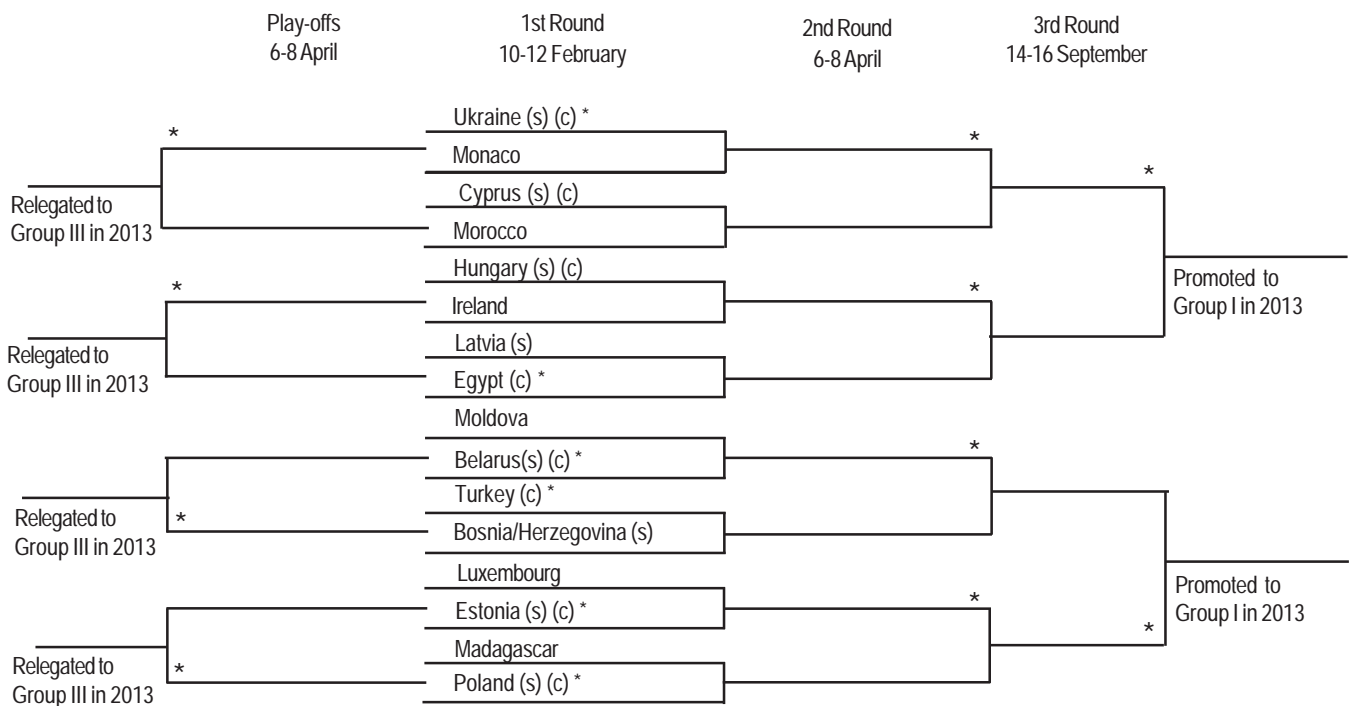 Play-offs
6-8 April
1st Round
10-12 February
2nd Round
6-8 April
3rd Round
14-16 September
Ukraine (s) (c) *
*
*
Monaco
*
Cyprus (s) (c)
Relegated to
Group III in 2013
Morocco
Hungary (s) (c)
Promoted to
Group I in 2013
*
*
Ireland
Latvia (s)
Relegated to
Group III in 2013
Egypt (c) *
Moldova
*
Belarus(s) (c) *
Turkey (c) *
Relegated to
Group III in 2013
*
Bosnia/Herzegovina (s)
Luxembourg
Promoted to
Group I in 2013
*
Estonia (s) (c) *
*
Madagascar
Relegated to
Group III in 2013
*
Poland (s) (c) *